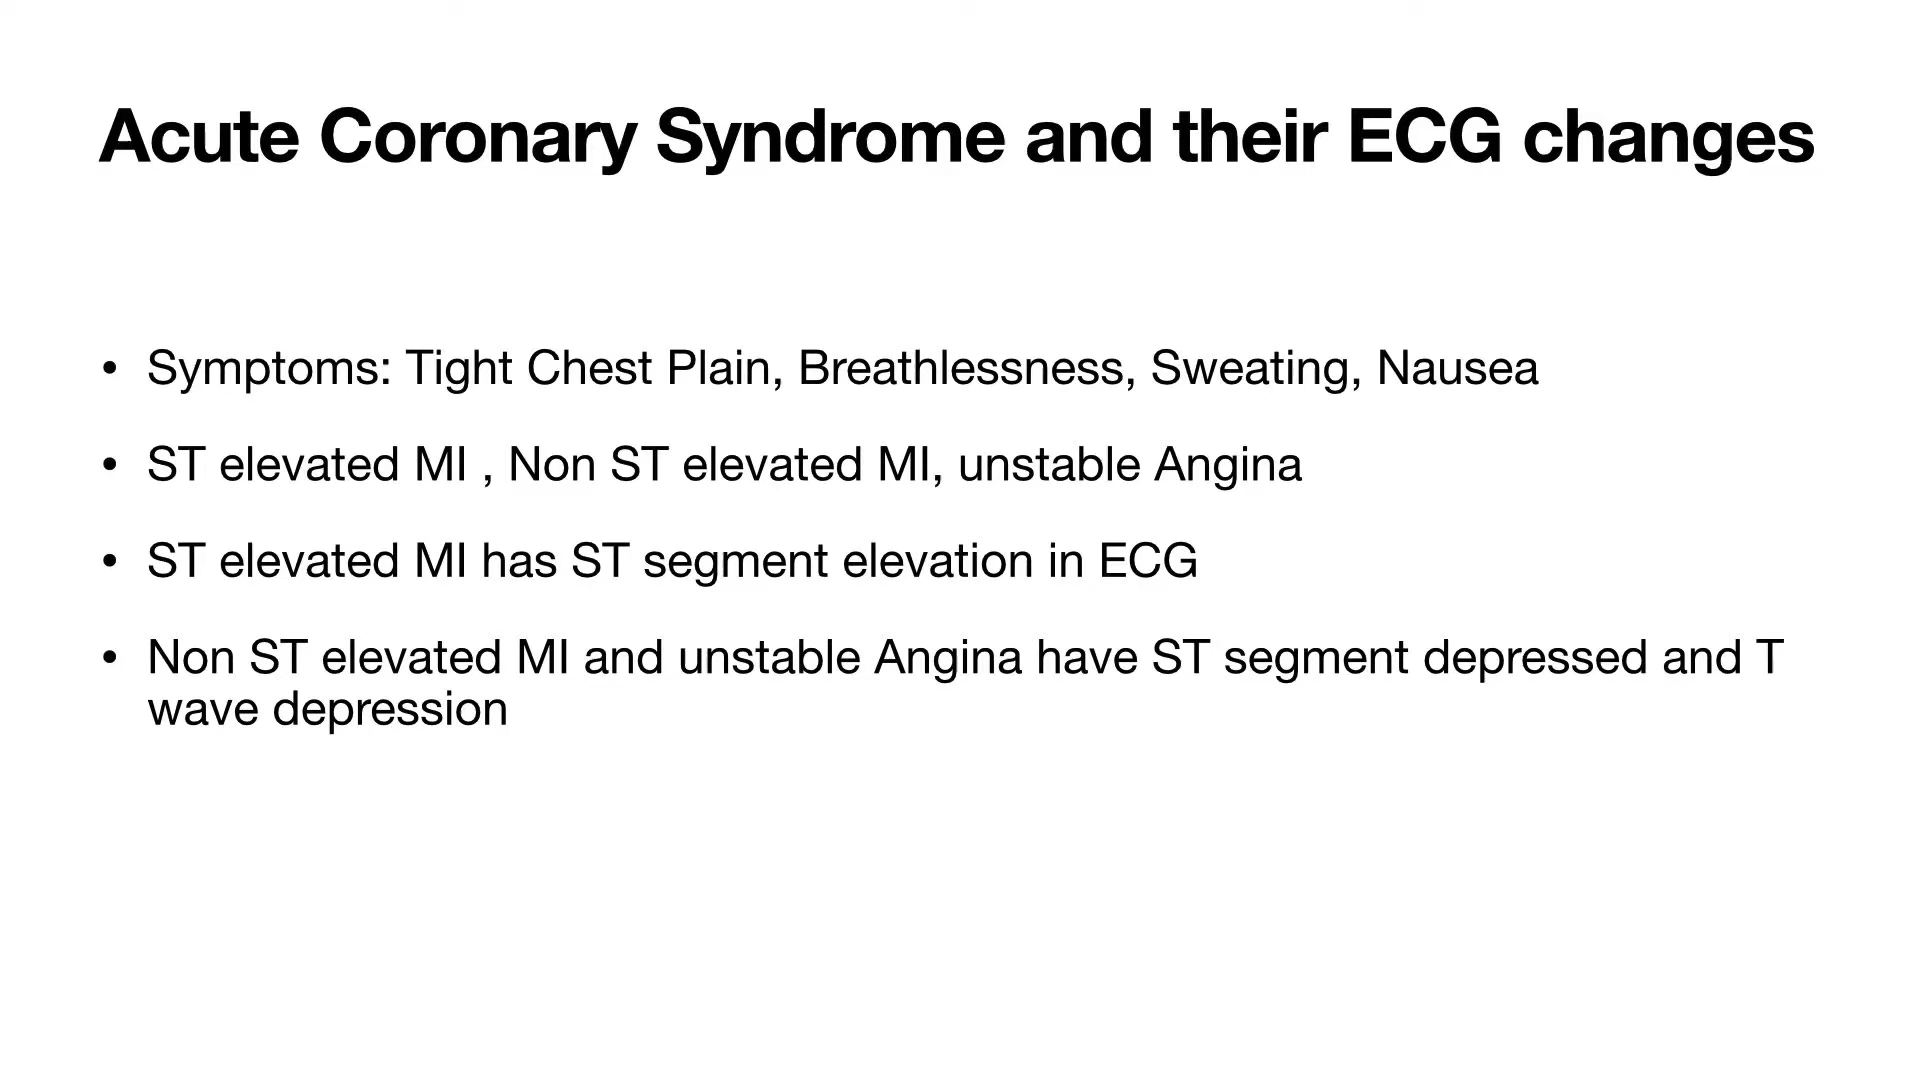 Acute Coronary Syndrome and their ECG changes
• Symptoms: Tight Chest Plain, Breathlessness, Sweating, Nausea
• ST elevated MI , Non ST elevated MI, unstable Angina
• ST elevated MI has ST segment elevation in ECG
• Non ST elevated MI and unstable Angina have ST segment depressed and T
wave depression